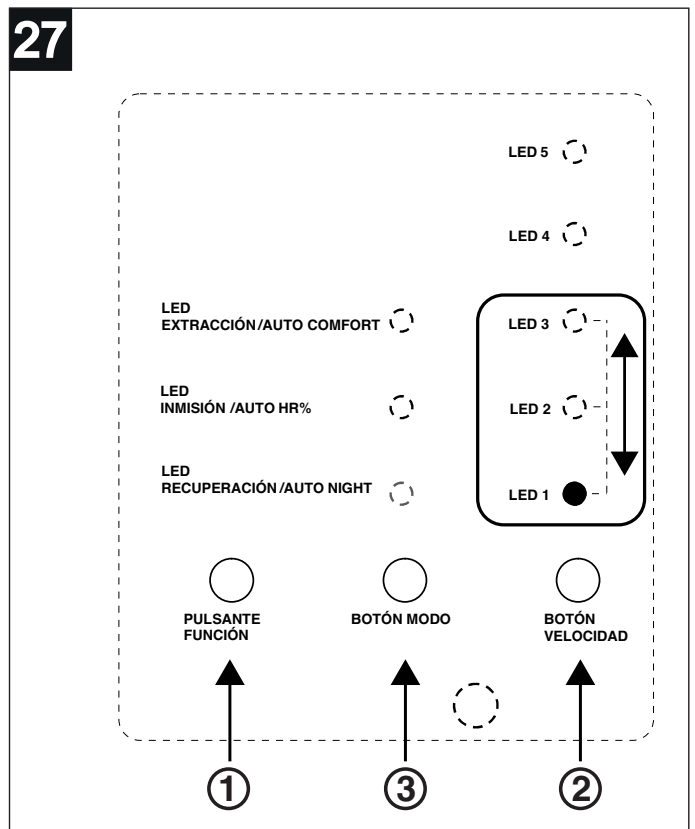 27
LED 5
LED 4
LED
EXTRACCIÓN/AUTO COMFORT
LED 3
LED
INMISIÓN /AUTO HR%
LED 2
LED
RECUPERACIÓN/AUTO NIGHT
LED 1
PULSANTE
FUNCIÓN
BOTÓN MODO
BOTÓN
VELOCIDAD
1
3
2